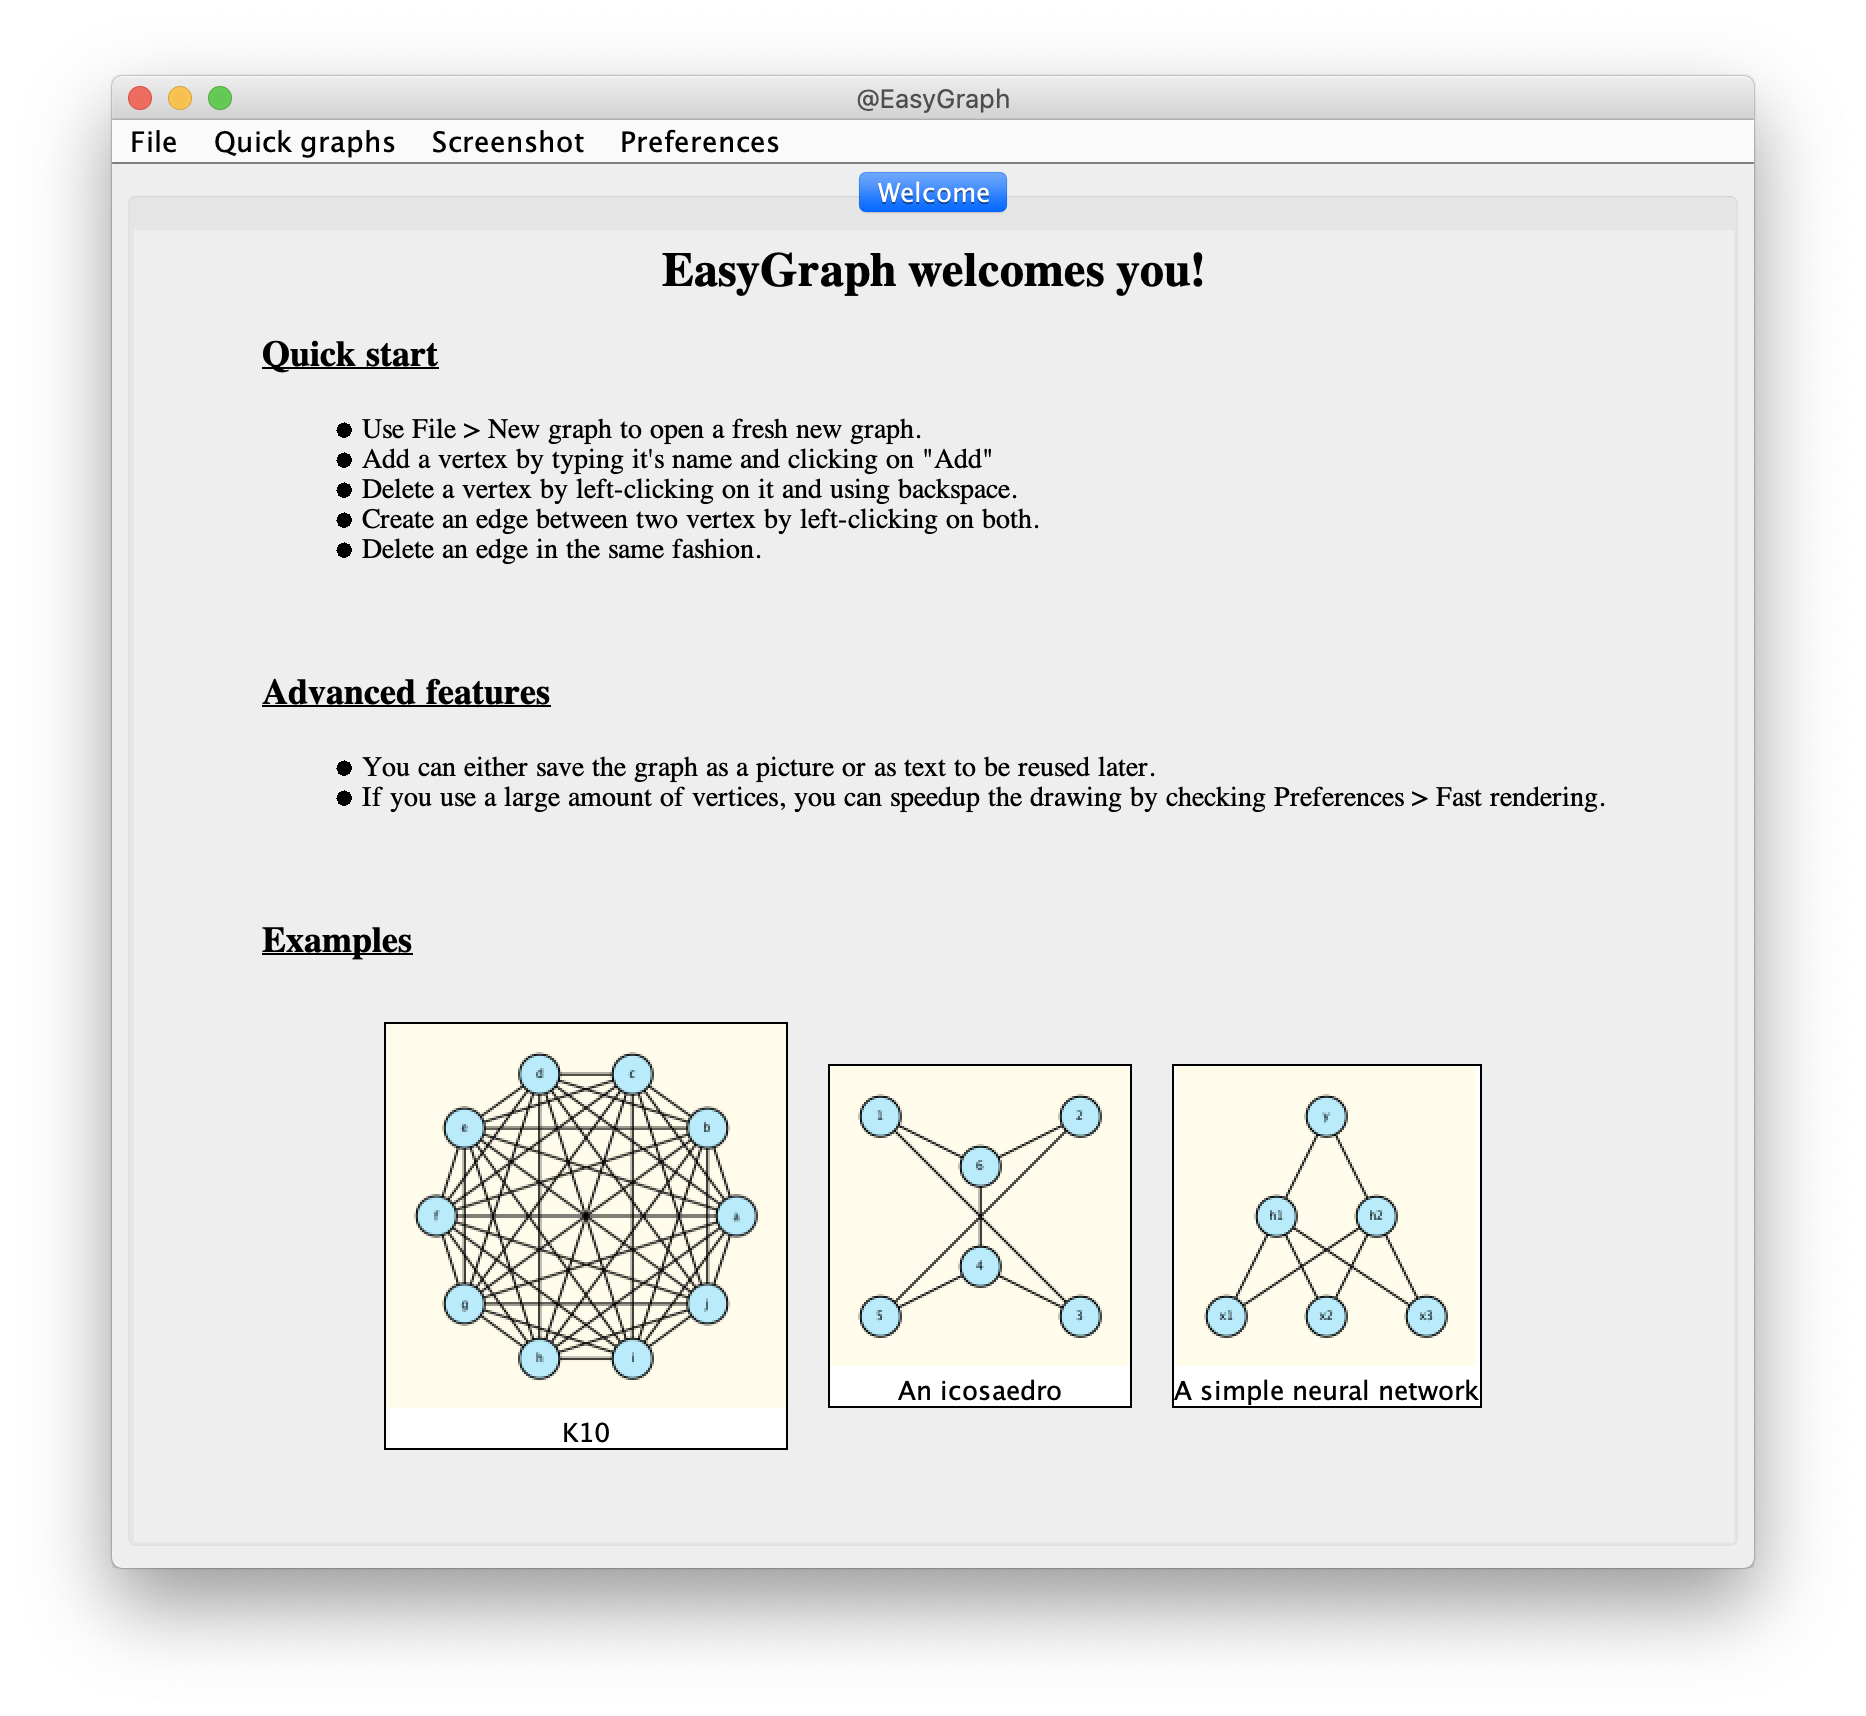 @EasyGraph
File Quick graphs Screenshot Preferences
Welcome
EasyGraph welcomes you!
Quick start
● Use File > New graph to open a fresh new graph.
● Add a vertex by typing it's name and clicking on "Add"
● Delete a vertex by left-clicking on it and using backspace.
● Create an edge between two vertex by left-clicking on both.
● Delete an edge in the same fashion.
Advanced features
● You can either save the graph as a picture or as text to be reused later.
● If you use a large amount of vertices, you can speedup the drawing by checking Preferences > Fast rendering.
Examples
d c
e b
f a
g j
h i
K10
1 2
6
4
5 3
An icosaedro
y
h1 h2
x1 x2 x3
A simple neural network